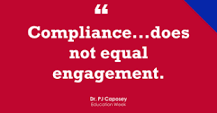 “
Compliance...does
not equal
engagement.
Dr. PJ Caposey
Education Week